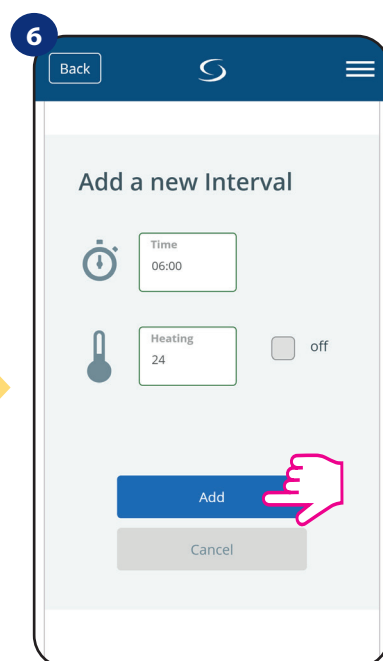 6
Back
Add a new Interval
Time
06:00
Heating
24
off
Add
Cancel